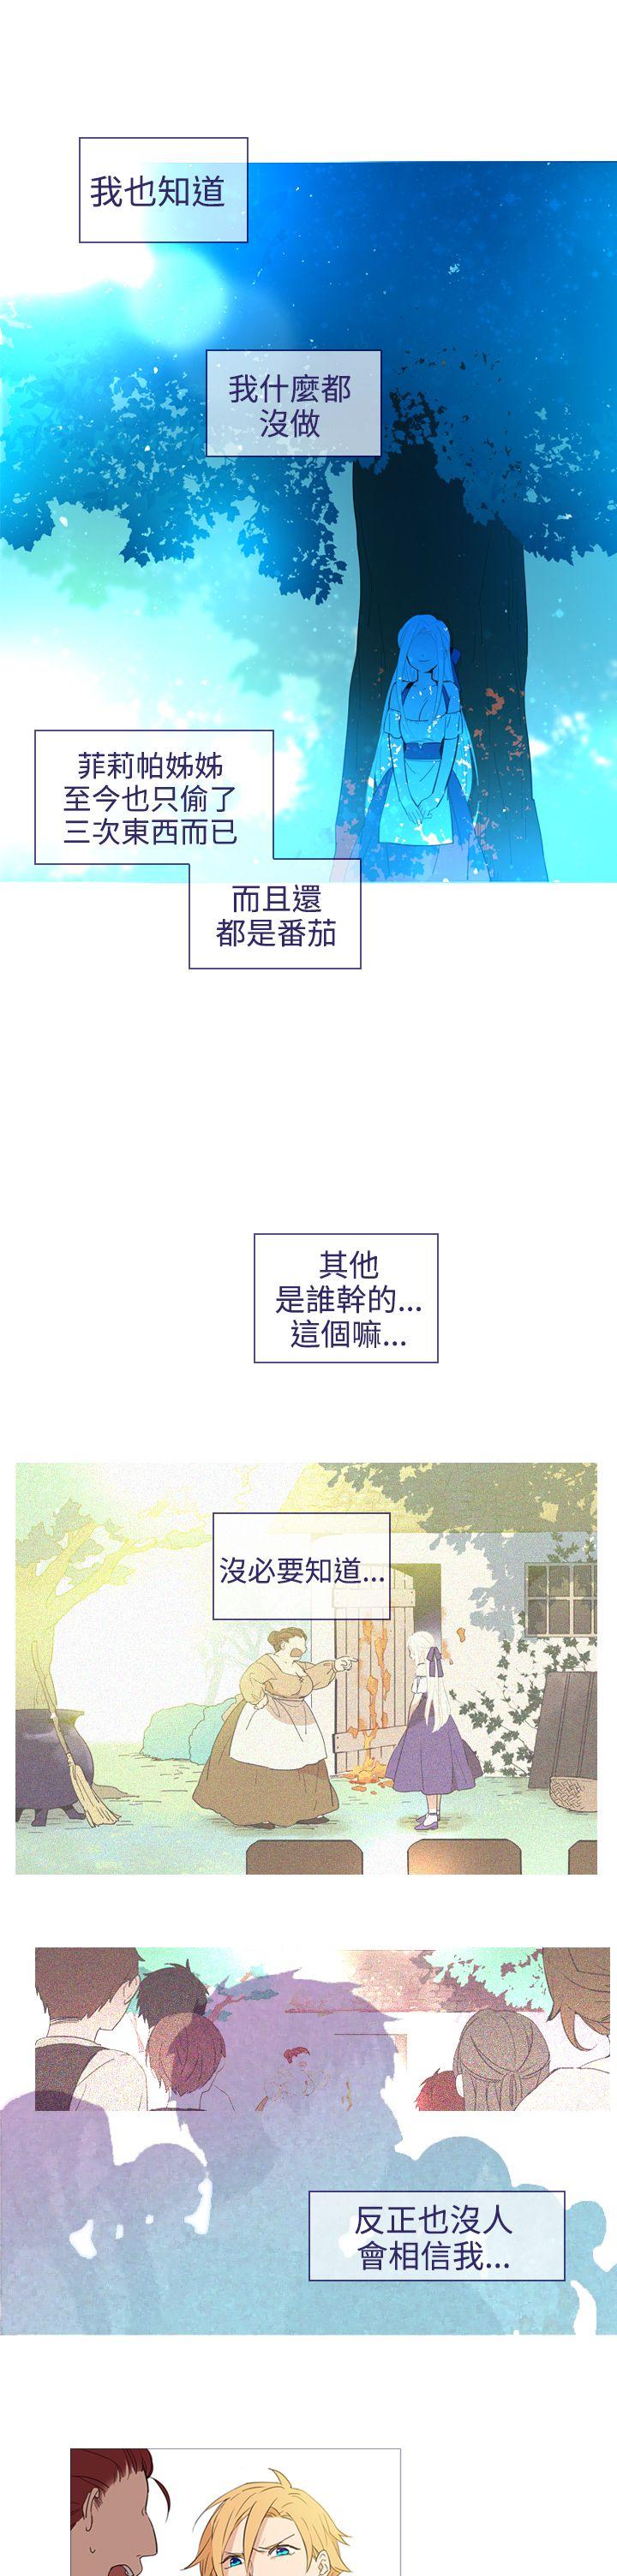 我也知道
我什麼都
沒做
菲莉帕姊姊
至今也只偷了
三次東西而已
而且還
都是番茄
其他
是誰幹的...
這個嘛...
沒必要知道...
反正也沒人
會相信我...